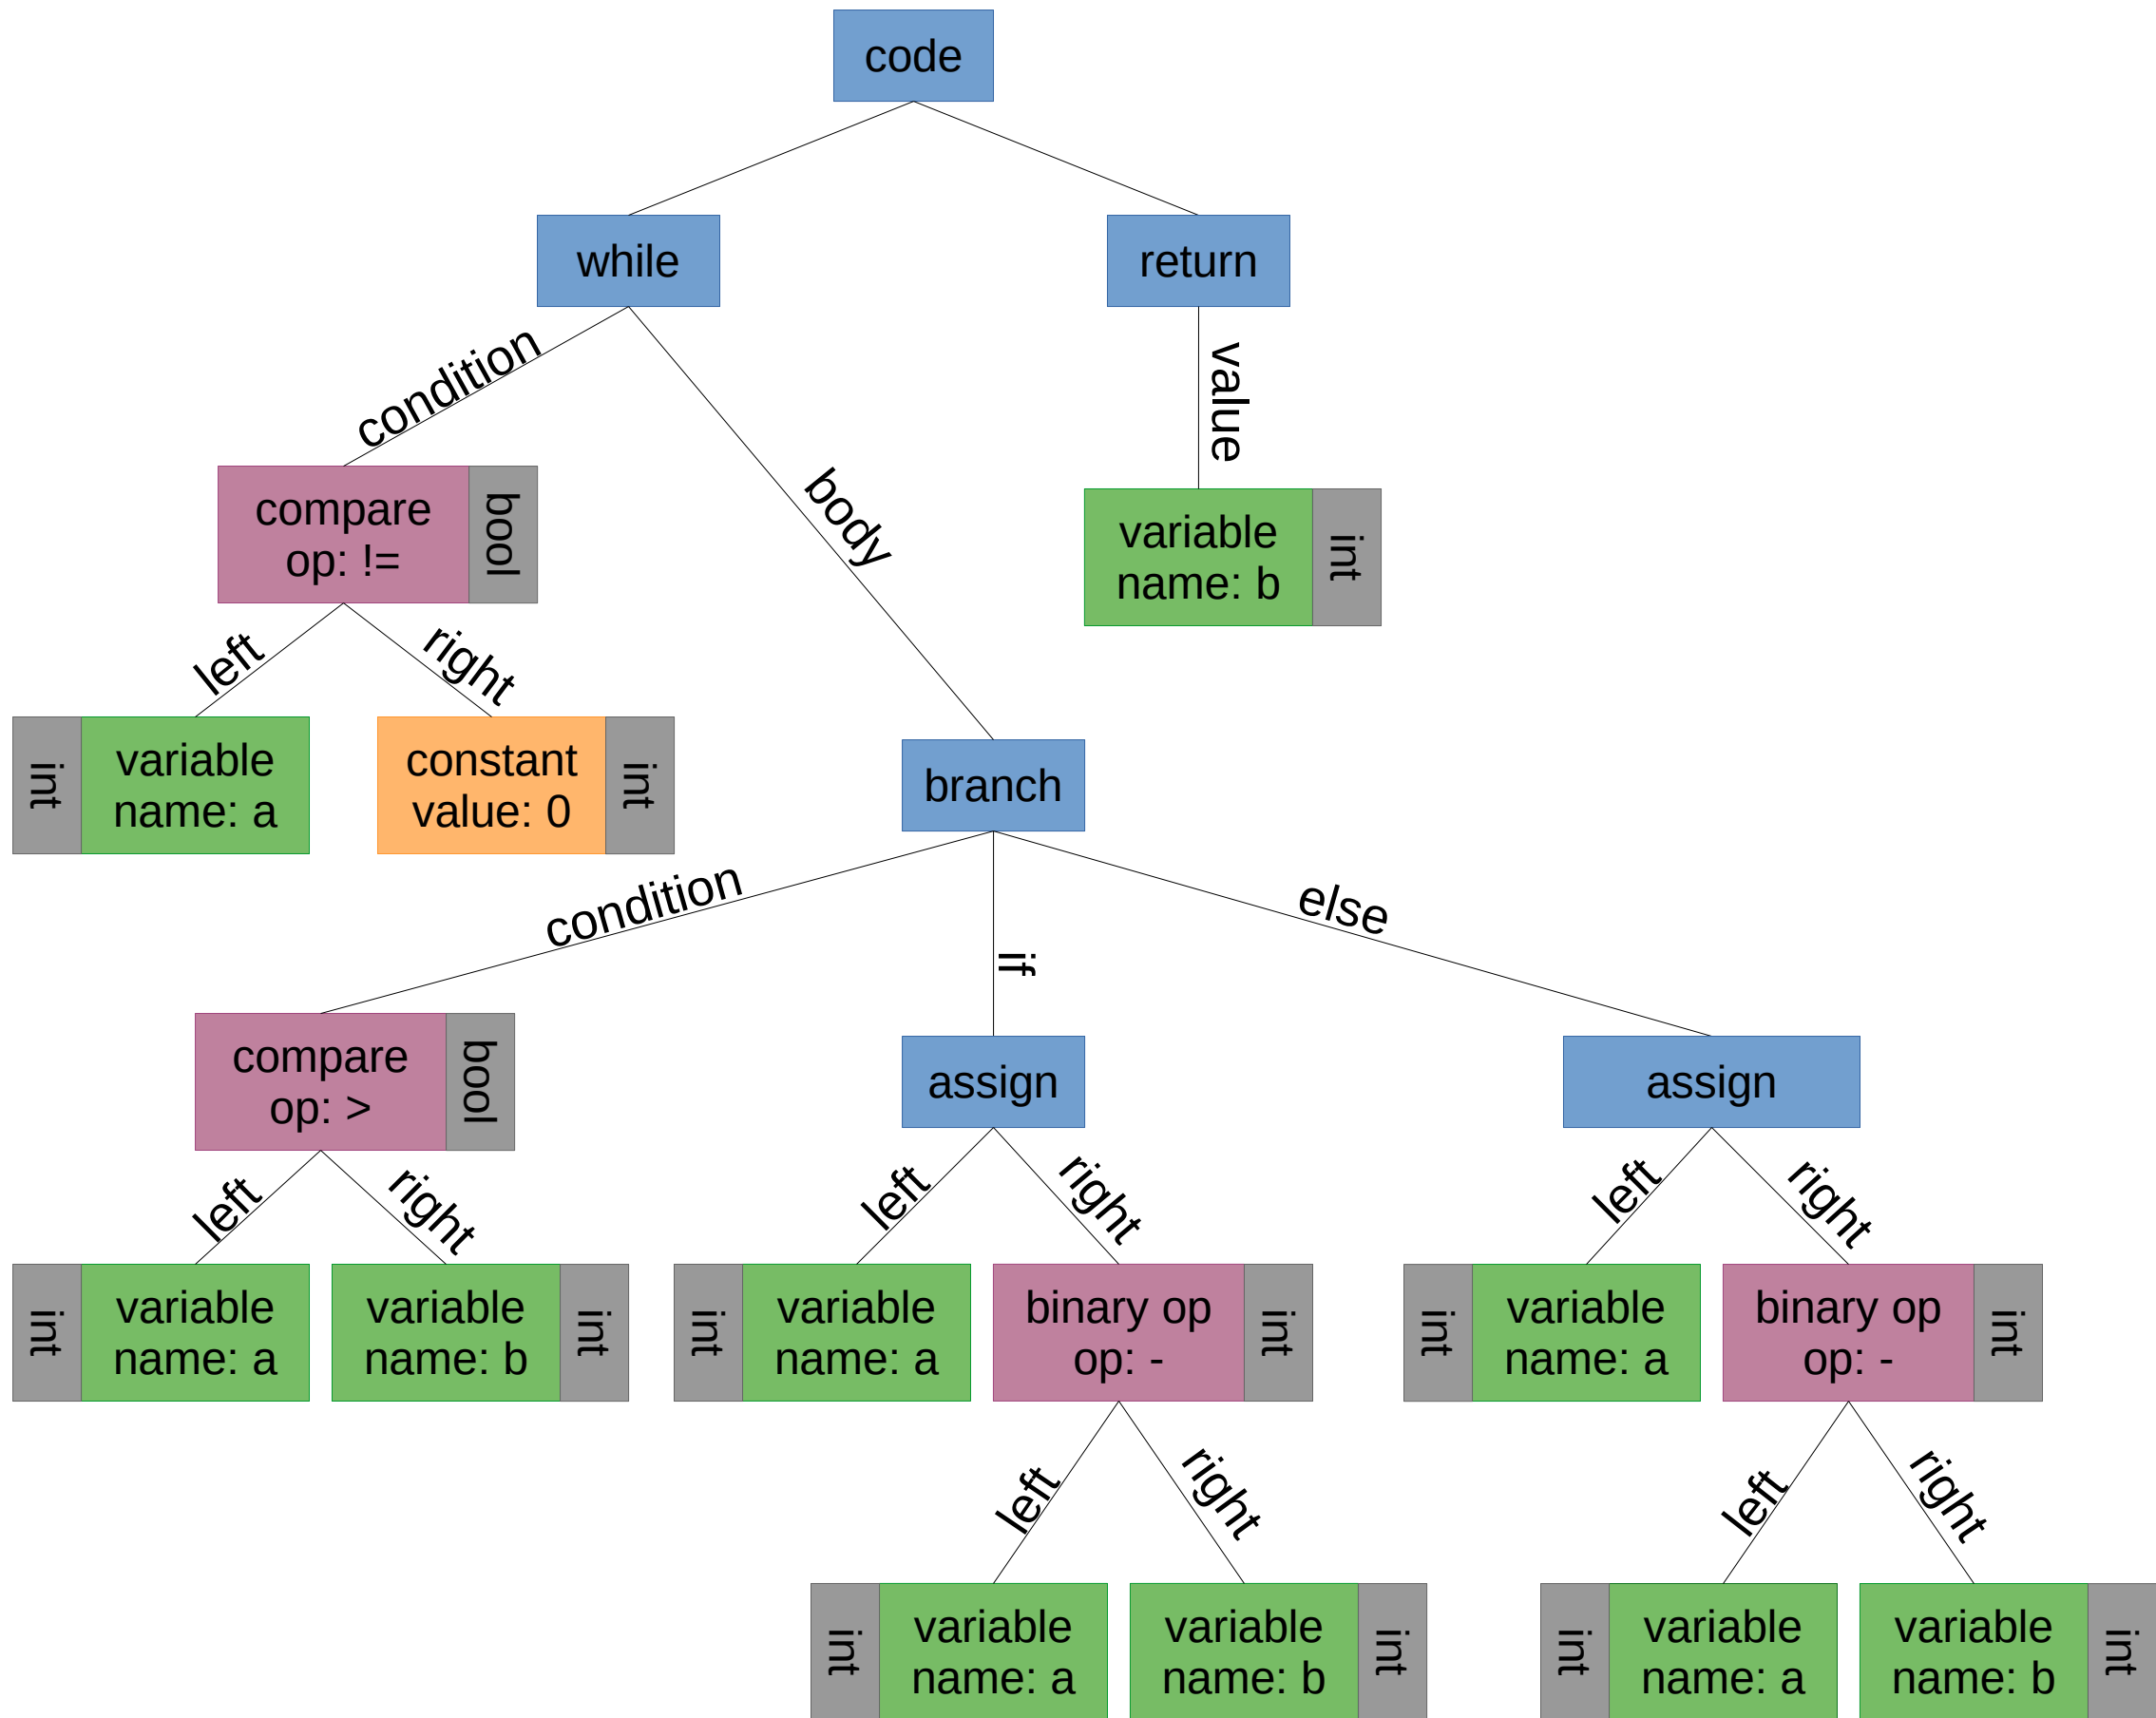 code
while
return
condition
body
value
compare
op: !=
bool
variable
name: b
int
left
right
int
variable
name: a
constant
value: 0
int
branch
condition
if
else
compare
op: >
bool
assign
assign
left
right
left
right
left
right
int
variable
name: a
variable
name: b
int
int
variable
name: a
binary op
op: -
int
int
variable
name: a
binary op
op: -
int
left
right
left
right
int
variable
name: a
variable
name: b
int
int
variable
name: a
variable
name: b
int